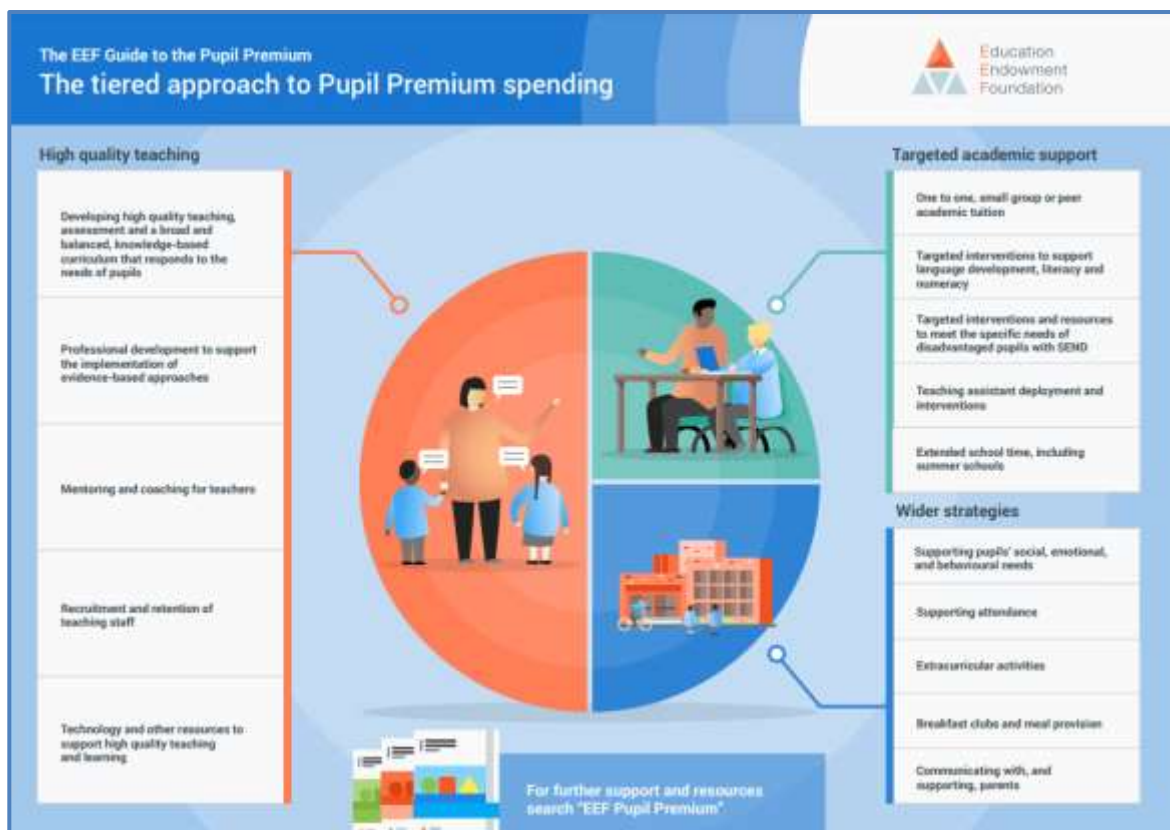 The EEF Guide to the Pupil Premium
The tiered approach to Pupil Premium spending
Education
Endowment
Foundation
High quality teaching
Developing high quality teaching,
assessment and a broad and
balanced, knowledge-based
curriculum that responds to the
needs of pupils
Professional development to support
the implementation of
evidence-based approaches
Mentoring and coaching for teachers
Recruitment and retention of
teaching staff
Technology and other resources to
support high quality teaching
and learning
Targeted academic support
One to one, small group or peer
academic tuition
Targeted interventions to support
language development, literacy and
numeracy
Targeted interventions and resources
to meet the specific needs of
disadvantaged pupils with SEND
Teaching assistant deployment and
interventions
Extended school time, including
summer schools
Wider strategies
Supporting pupils' social, emotional,
and behavioural needs
Supporting attendance
Extracurricular activities
Breakfast clubs and meal provision
Communicating with, and
supporting, parents
For further support and resources
search "EEF Pupil Premium"